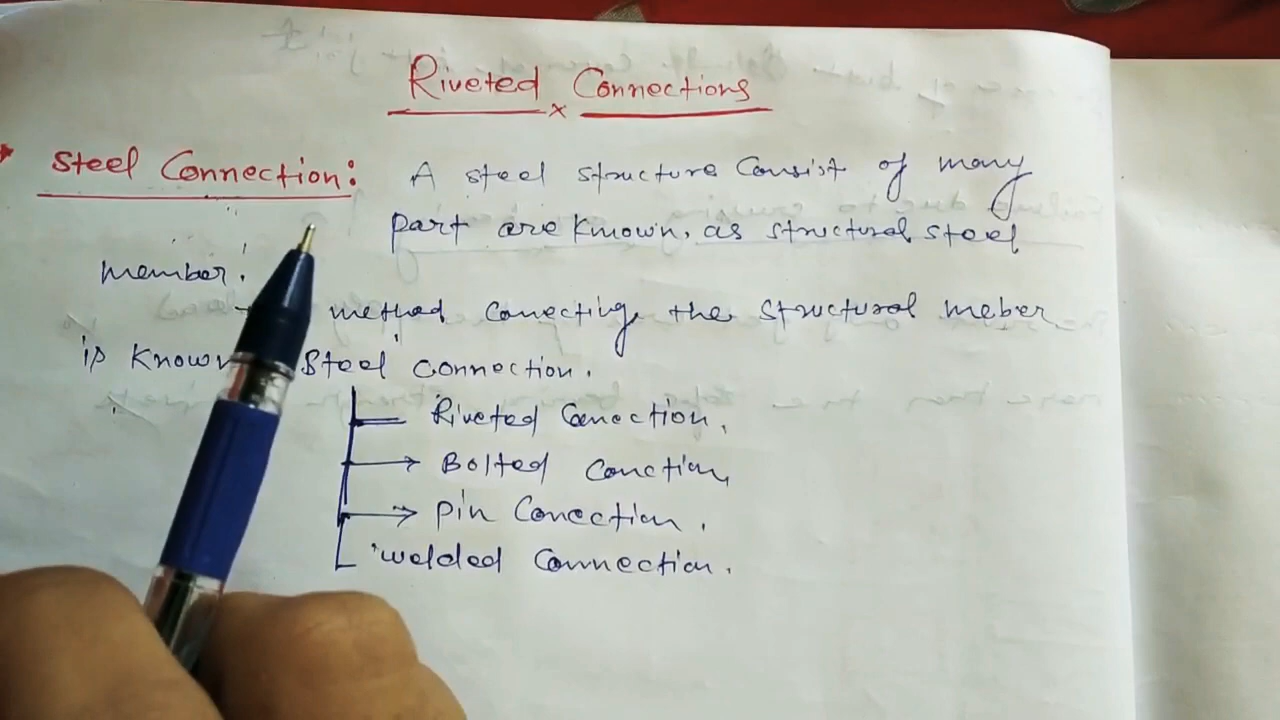 Riveted Connections
Steel Connection: A steel structure Consist of many
part are Known, as structural steel
member.
method conecting, the structural meber
is Known Steel connection.
Riveted Conection,
Bolted Conction,
Pin Conection.
welded Connection.